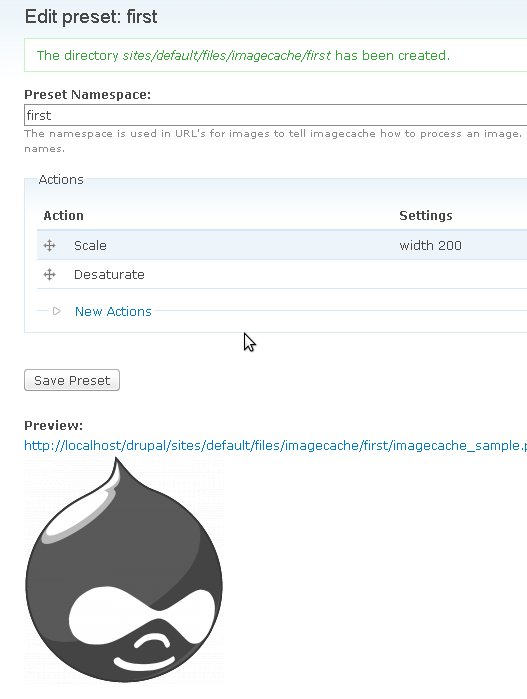 Edit preset: first
The directory sites/default/files/imagecache/first has been created.
Preset Namespace:
first
The namespace is used in URL's for images to tell imagecache how to process an image.
names.
Actions
Action Settings
Scale width 200
Desaturate
New Actions
Save Preset
Preview:
http://localhost/drupal/sites/default/files/imagecache/first/imagecache_sample.p